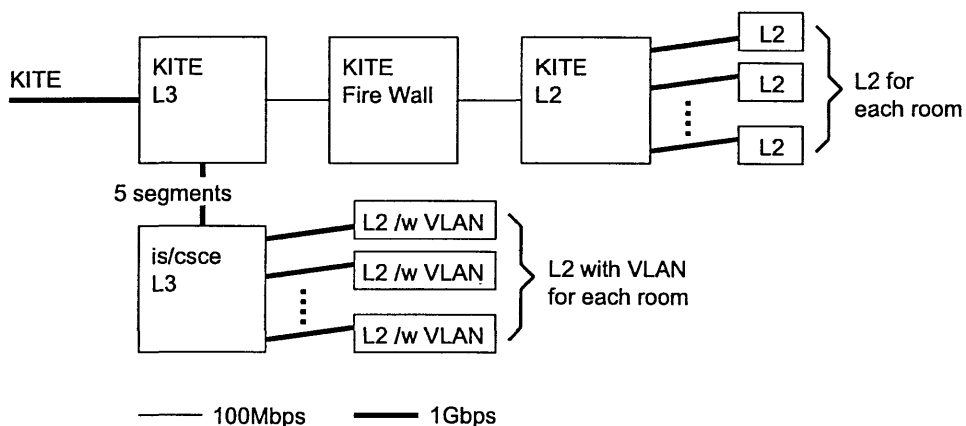 KITE
KITE
L3
KITE
Fire Wall
KITE
L2
L2
L2
L2
L2 for
each room
5 segments
is/csce
L3
L2 /w VLAN
L2 /w VLAN
L2 /w VLAN
L2 with VLAN
for each room
100Mbps
1Gbps